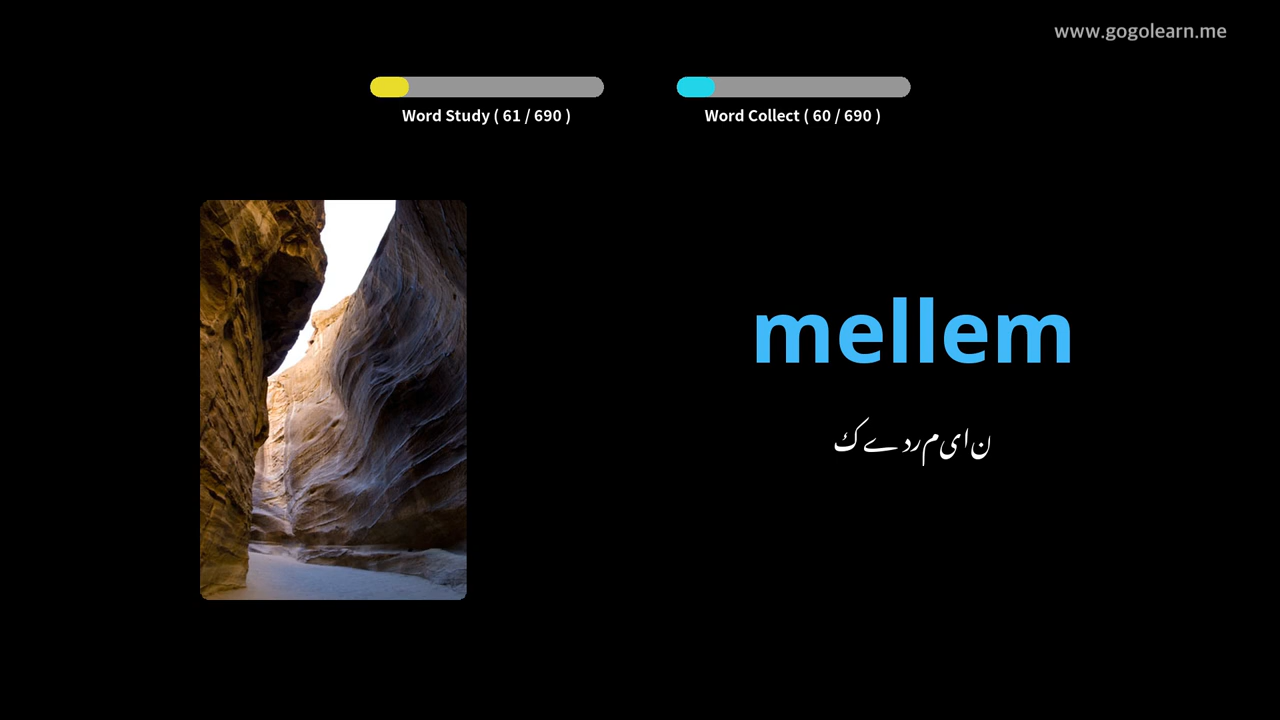 www.gogolearn.me
Word Study ( 61 / 690 )
Word Collect ( 60 / 690 )
mellem
کے درمیان